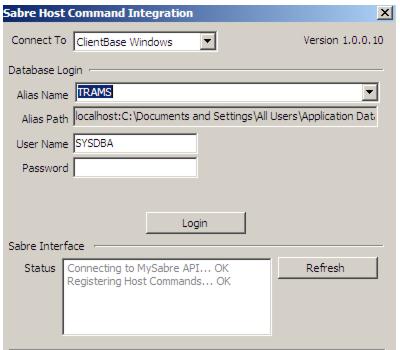 Sabre Host Command Integration
Connect To ClientBase Windows Version 1.0.0.10
Database Login
Alias Name TRAMS
Alias Path localhost:C:\Documents and Settings\All Users\Application Dat
User Name SYSDBA
Password
Login
Sabre Interface
Status Connecting to MySabre API... OK Refresh
Registering Host Commands... OK